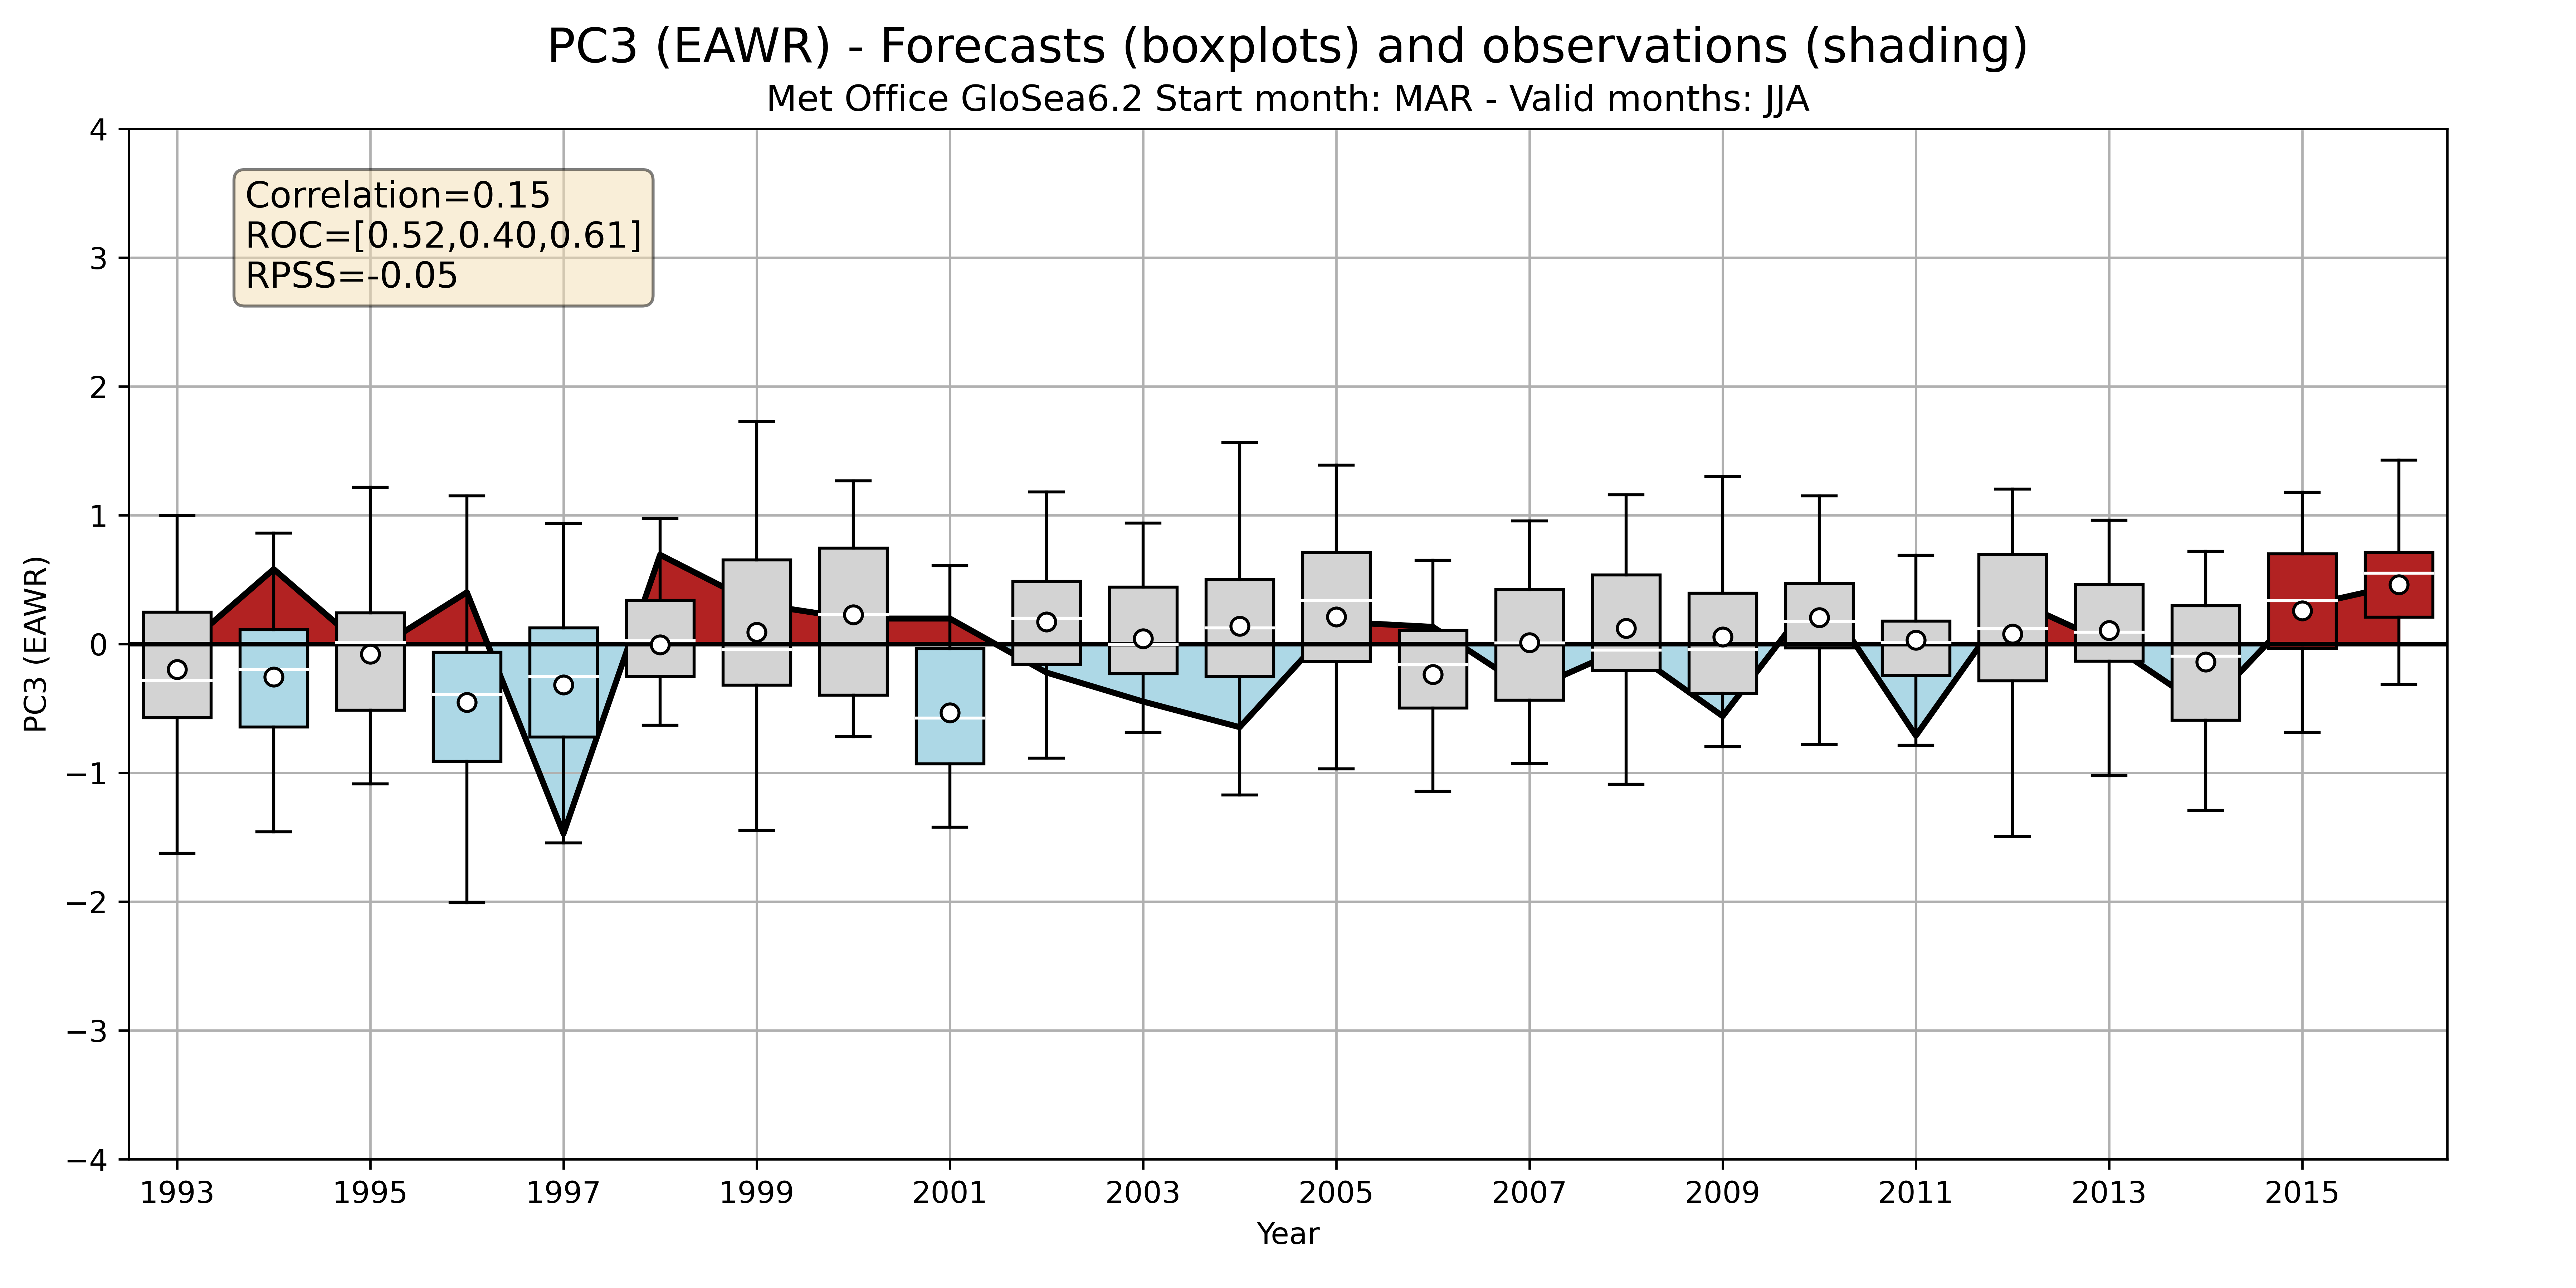 PC3 (EAWR) - Forecasts (boxplots) and observations (shading)
Met Office GloSea6.2 Start month: MAR - Valid months: JJA
Correlation=0.15
ROC=[0.52,0.40,0.61]
RPSS=-0.05
PC3 (EAWR)
4
3
2
1
0
−1
−2
−3
−4
1993 1995 1997 1999 2001 2003 2005 2007 2009 2011 2013 2015
Year